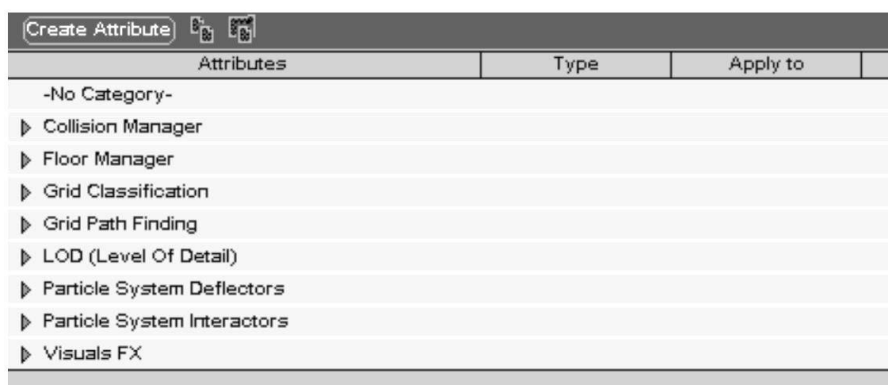 Create Attribute
Attributes Type Apply to
-No Category-
Collision Manager
Floor Manager
Grid Classification
Grid Path Finding
LOD (Level Of Detail)
Particle System Deflectors
Particle System Interactors
Visuals FX